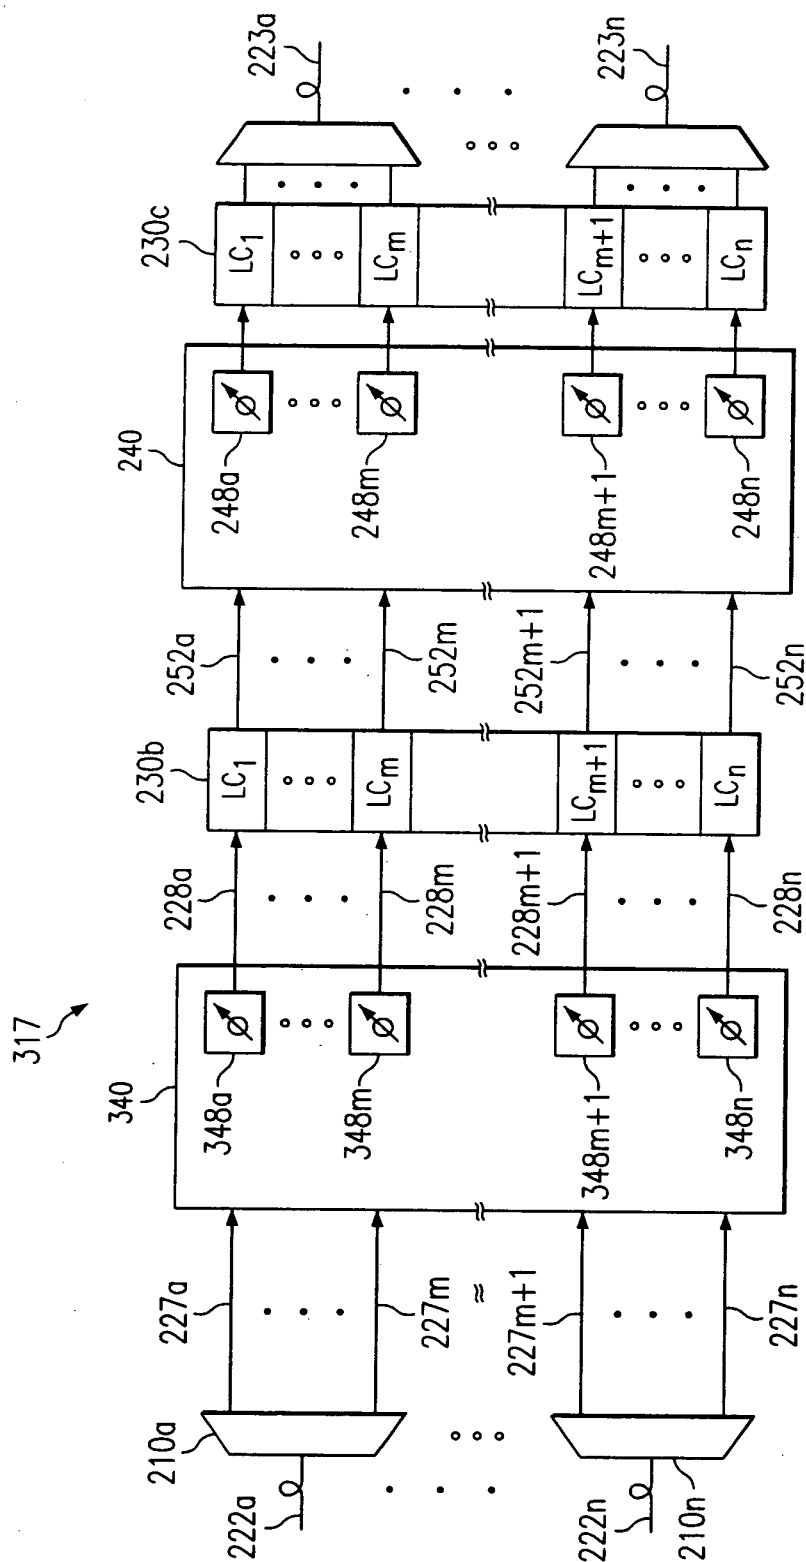 317
222a
210a
222n
210n
227a
227m
227m+1
227n
340
348a
348m
348m+1
348n
228a
228m
228m+1
228n
230b
LC1
LCm
LCm+1
LCn
252a
252m
252m+1
252n
240
248a
248m
248m+1
248n
230c
LC1
LCm
LCm+1
LCn
223a
223n